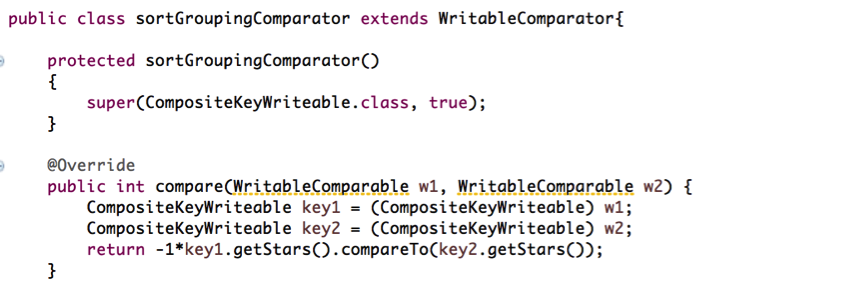 public class sortGroupingComparator extends WritableComparator{
protected sortGroupingComparator()
{
super(CompositeKeyWriteable.class, true);
}
@Override
public int compare(WritableComparable w1, WritableComparable w2) {
CompositeKeyWriteable key1 = (CompositeKeyWriteable) w1;
CompositeKeyWriteable key2 = (CompositeKeyWriteable) w2;
return -1*key1.getStars().compareTo(key2.getStars());
}